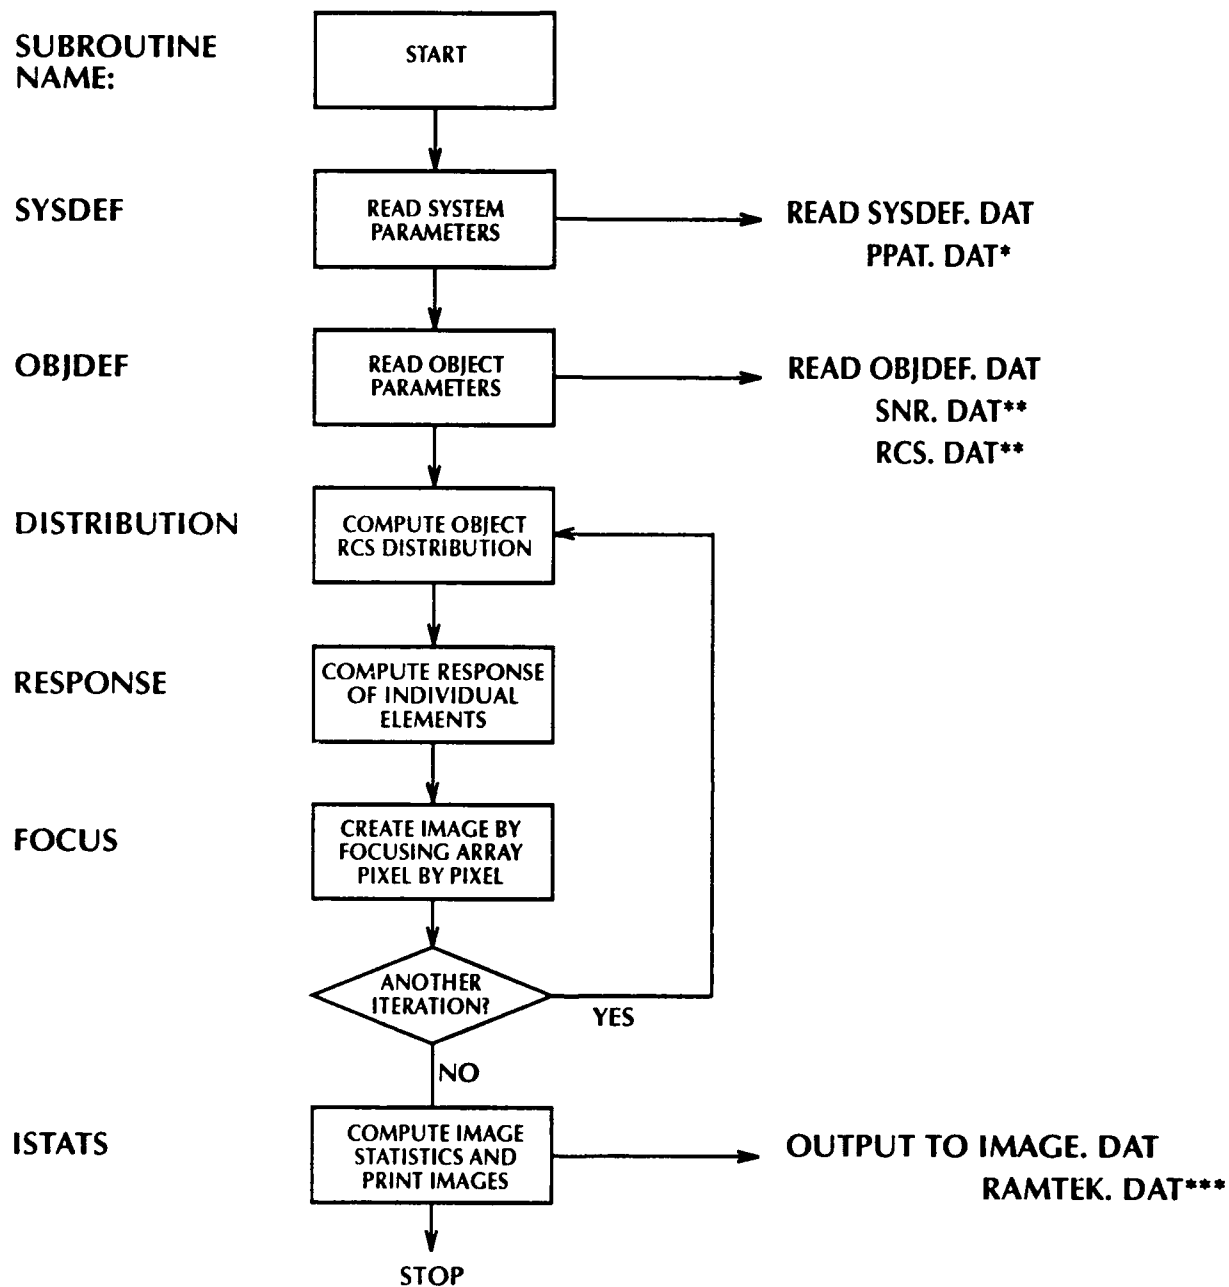 SUBROUTINE
NAME:
START
SYSDEF
READ SYSTEM
PARAMETERS
READ SYSDEF. DAT
PPAT. DAT*
OBJDEF
READ OBJECT
PARAMETERS
READ OBJDEF. DAT
SNR. DAT**
RCS. DAT**
DISTRIBUTION
COMPUTE OBJECT
RCS DISTRIBUTION
RESPONSE
COMPUTE RESPONSE
OF INDIVIDUAL
ELEMENTS
FOCUS
CREATE IMAGE BY
FOCUSING ARRAY
PIXEL BY PIXEL
ANOTHER
ITERATION?
YES
NO
ISTATS
COMPUTE IMAGE
STATISTICS AND
PRINT IMAGES
OUTPUT TO IMAGE. DAT
RAMTEK. DAT***
STOP